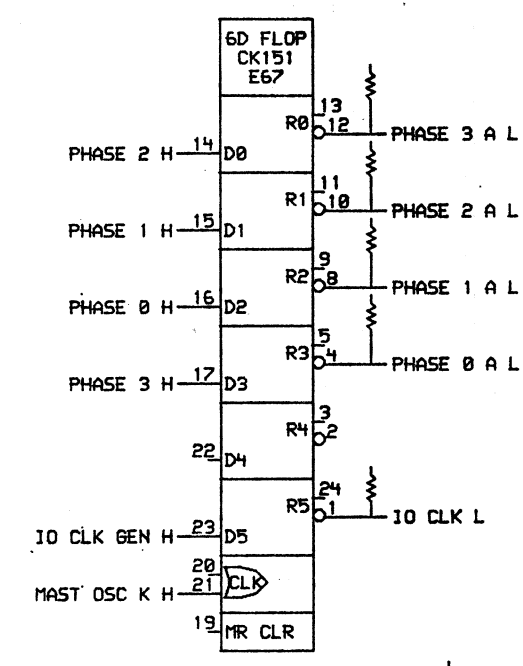 6D FLOP
CK151
E67
13
R0 12 PHASE 3 A L
PHASE 2 H 14 D0
11
R1 10 PHASE 2 A L
PHASE 1 H 15 D1
9
R2 8 PHASE 1 A L
PHASE 0 H 16 D2
5
R3 4 PHASE 0 A L
PHASE 3 H 17 D3
3
R4 2
22 D4
24
R5 1 IO CLK L
IO CLK GEN H 23 D5
20
MAST OSC K H 21 CLK
19 MR CLR